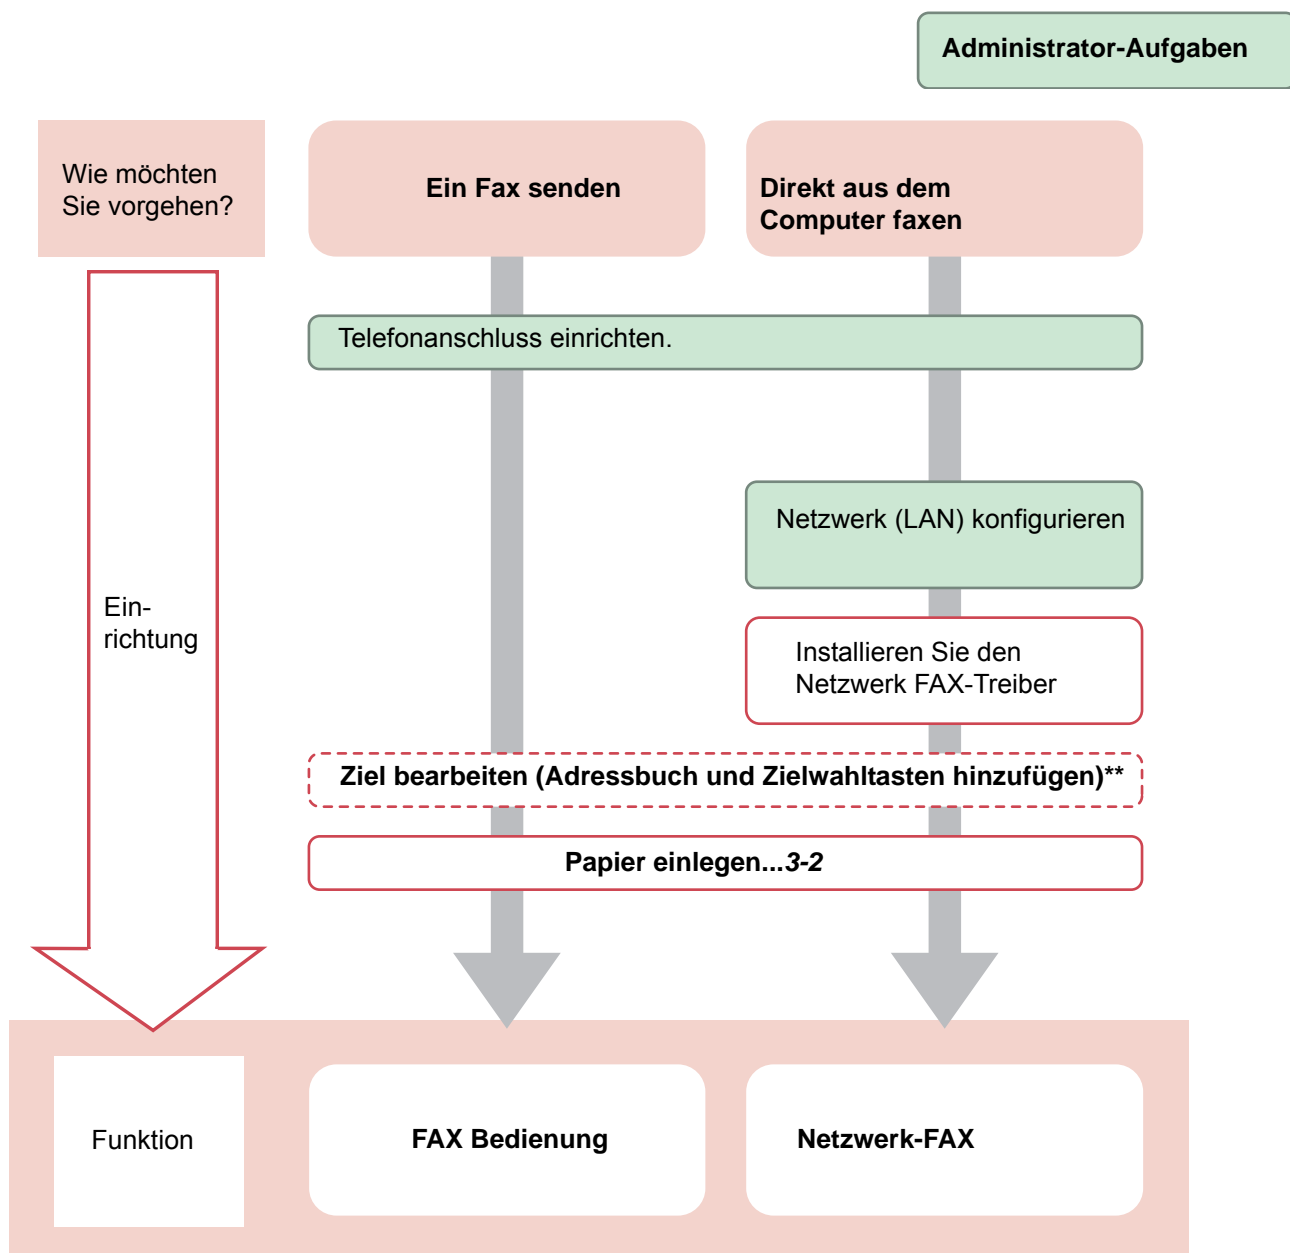 Administrator-Aufgaben
Wie möchten
Sie vorgehen?
Ein Fax senden
Direkt aus dem
Computer faxen
Telefonanschluss einrichten.
Netzwerk (LAN) konfigurieren
Ein-
richtung
Installieren Sie den
Netzwerk FAX-Treiber
Ziel bearbeiten (Adressbuch und Zielwahltasten hinzufügen)**
Papier einlegen...3-2
Funktion
FAX Bedienung
Netzwerk-FAX